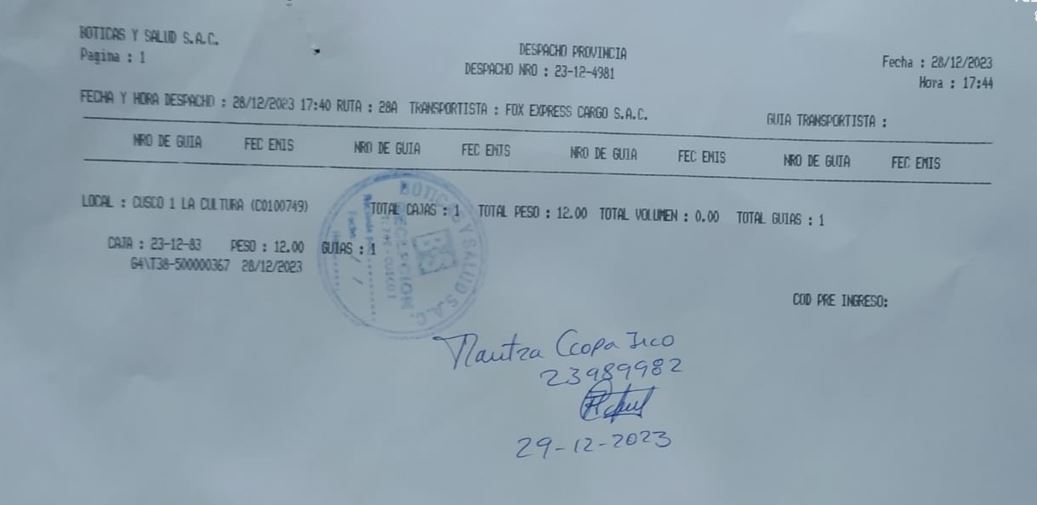 BOTICAS Y SALUD S.A.C.
Pagina : 1
DESPACHO PROVINCIA
DESPACHO NRO : 23-12-4981
Fecha : 28/12/2023
Hora : 17:44
FECHA Y HORA DESPACHO : 28/12/2023 17:40 RUTA : 28A TRANSPORTISTA : FOX EXPRESS CARGO S.A.C.
GUIA TRANSPORTISTA :
NRO DE GUIA FEC EMIS NRO DE GUIA FEC EMIS NRO DE GUIA FEC EMIS NRO DE GUIA FEC EMIS
LOCAL : CUSCO 1 LA CULTURA (C0100749) TOTAL CAJAS : 1 TOTAL PESO : 12.00 TOTAL VOLUMEN : 0.00 TOTAL GUIAS : 1
CAJA : 23-12-83 PESO : 12.00 GUIAS : 1
G4\T38-500000367 28/12/2023
COD PRE INGRESO:
BOTICAS Y SALUD S.A.C.
RECEPCION
Ccopa
23989982
29-12-2023